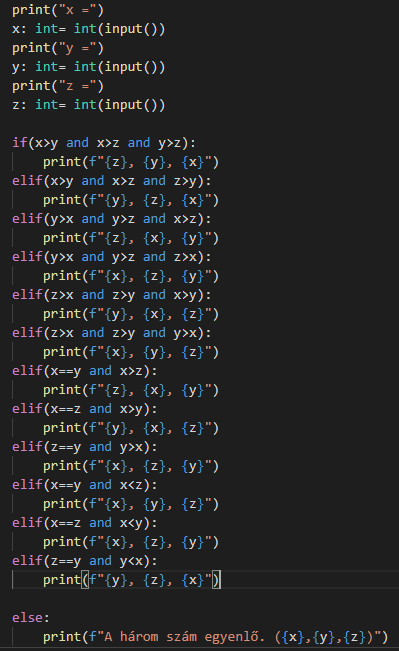 print("x =")
x: int= int(input())
print("y =")
y: int= int(input())
print("z =")
z: int= int(input())
if(x>y and x>z and y>z):
print(f"{z}, {y}, {x}")
elif(x>y and x>z and z>y):
print(f"{y}, {z}, {x}")
elif(y>x and y>z and x>z):
print(f"{z}, {x}, {y}")
elif(y>x and y>z and z>x):
print(f"{x}, {z}, {y}")
elif(z>x and z>y and x>y):
print(f"{y}, {x}, {z}")
elif(z>x and z>y and y>x):
print(f"{x}, {y}, {z}")
elif(x==y and x>z):
print(f"{z}, {x}, {y}")
elif(x==z and x>y):
print(f"{y}, {x}, {z}")
elif(z==y and y>x):
print(f"{x}, {z}, {y}")
elif(x==y and x<z):
print(f"{x}, {y}, {z}")
elif(x==z and x<y):
print(f"{x}, {z}, {y}")
elif(z==y and y<x):
print(f"{y}, {z}, {x}")
else:
print(f"A három szám egyenlő. ({x},{y},{z})")